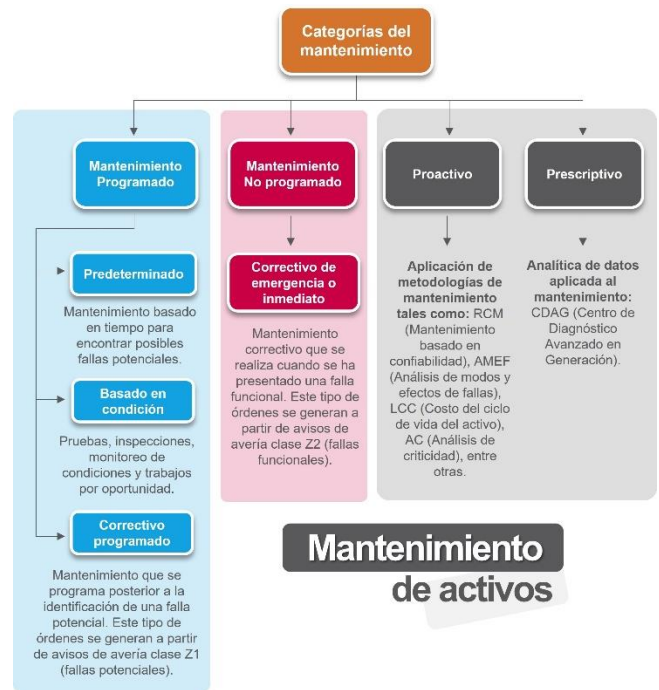 Categorías del
mantenimiento
Mantenimiento
Programado
Predeterminado
Mantenimiento basado
en tiempo para
encontrar posibles
fallas potenciales.
Basado en
condición
Pruebas, inspecciones,
monitoreo de
condiciones y trabajos
por oportunidad.
Correctivo
programado
Mantenimiento que se
programa posterior a la
identificación de una falla
potencial. Este tipo de
órdenes se generan a partir
de avisos de avería clase Z1
(fallas potenciales).
Mantenimiento
No programado
Correctivo de
emergencia o
inmediato
Mantenimiento
correctivo que se
realiza cuando se ha
presentado una falla
funcional. Este tipo de
órdenes se generan a
partir de avisos de
avería clase Z2 (fallas
funcionales).
Proactivo
Aplicación de
metodologías de
mantenimiento
tales como: RCM
(Mantenimiento
basado en
confiabilidad), AMEF
(Análisis de modos y
efectos de fallas),
LCC (Costo del ciclo
de vida del activo),
AC (Análisis de
criticidad), entre
otras.
Prescriptivo
Analítica de datos
aplicada al
mantenimiento:
CDAG (Centro de
Diagnóstico
Avanzado en
Generación).
Mantenimiento
de activos